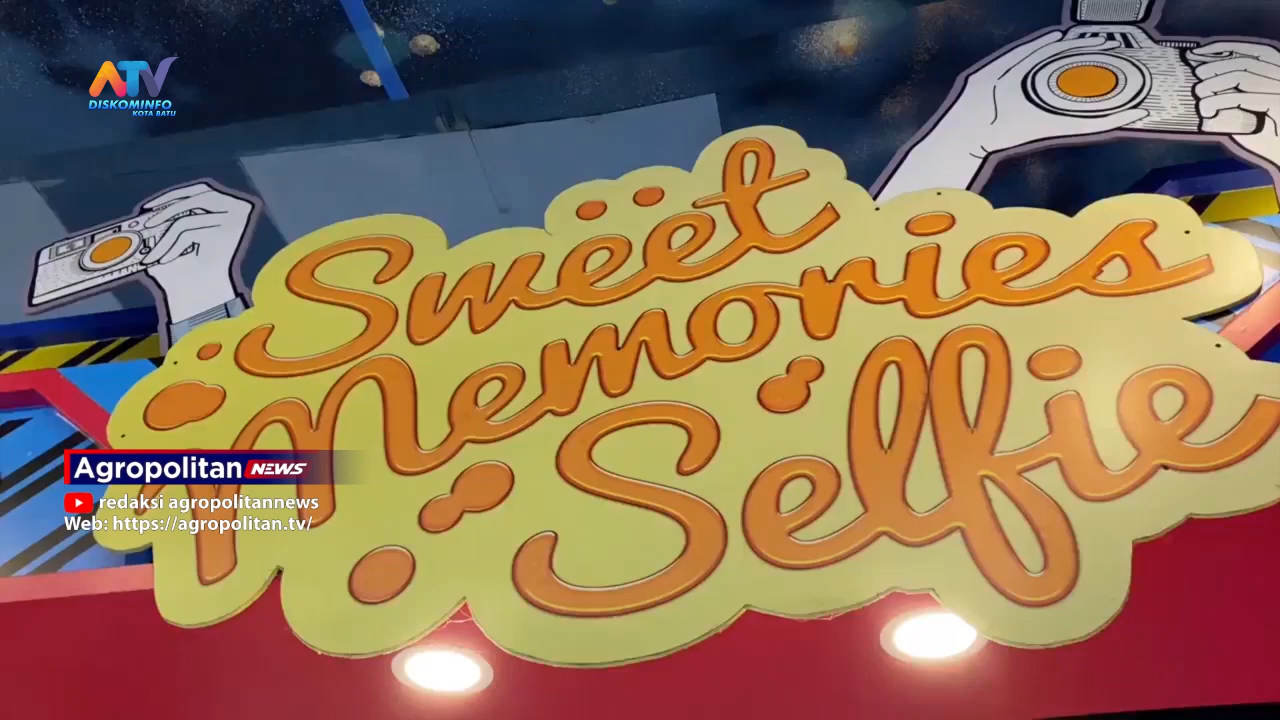 ATV
DISKOMINFO
KOTA BATU
Sweet
Memories
Selfie
Agropolitan NEWS
redaksi agropolitannews
Web: https://agropolitan.tv/